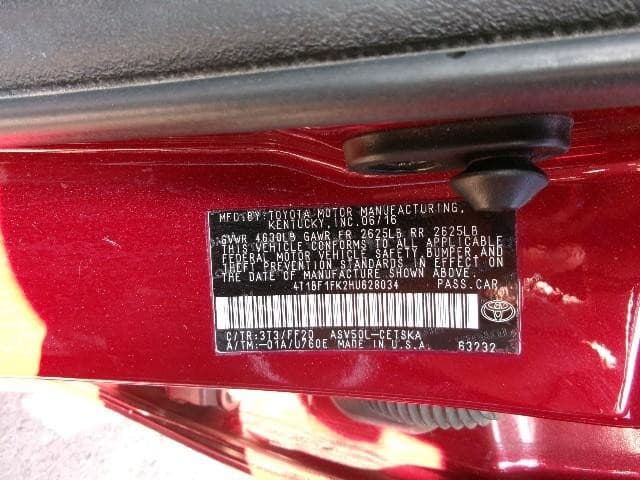 MFD.BY:TOYOTA MOTOR MANUFACTURING,
KENTUCKY, INC. 06/16
GVWR 4630LB GAWR FR 2625LB RR 2625LB
THIS VEHICLE CONFORMS TO ALL APPLICABLE
FEDERAL MOTOR VEHICLE SAFETY, BUMPER, AND
THEFT PREVENTION STANDARDS IN EFFECT ON
THE DATE OF MANUFACTURE SHOWN ABOVE.
4T1BF1FK2HU628034 PASS.CAR
C/TR:3T3/FF20 ASV50L-CETSKA
A/TM:-01A/U760E MADE IN U.S.A. 63232